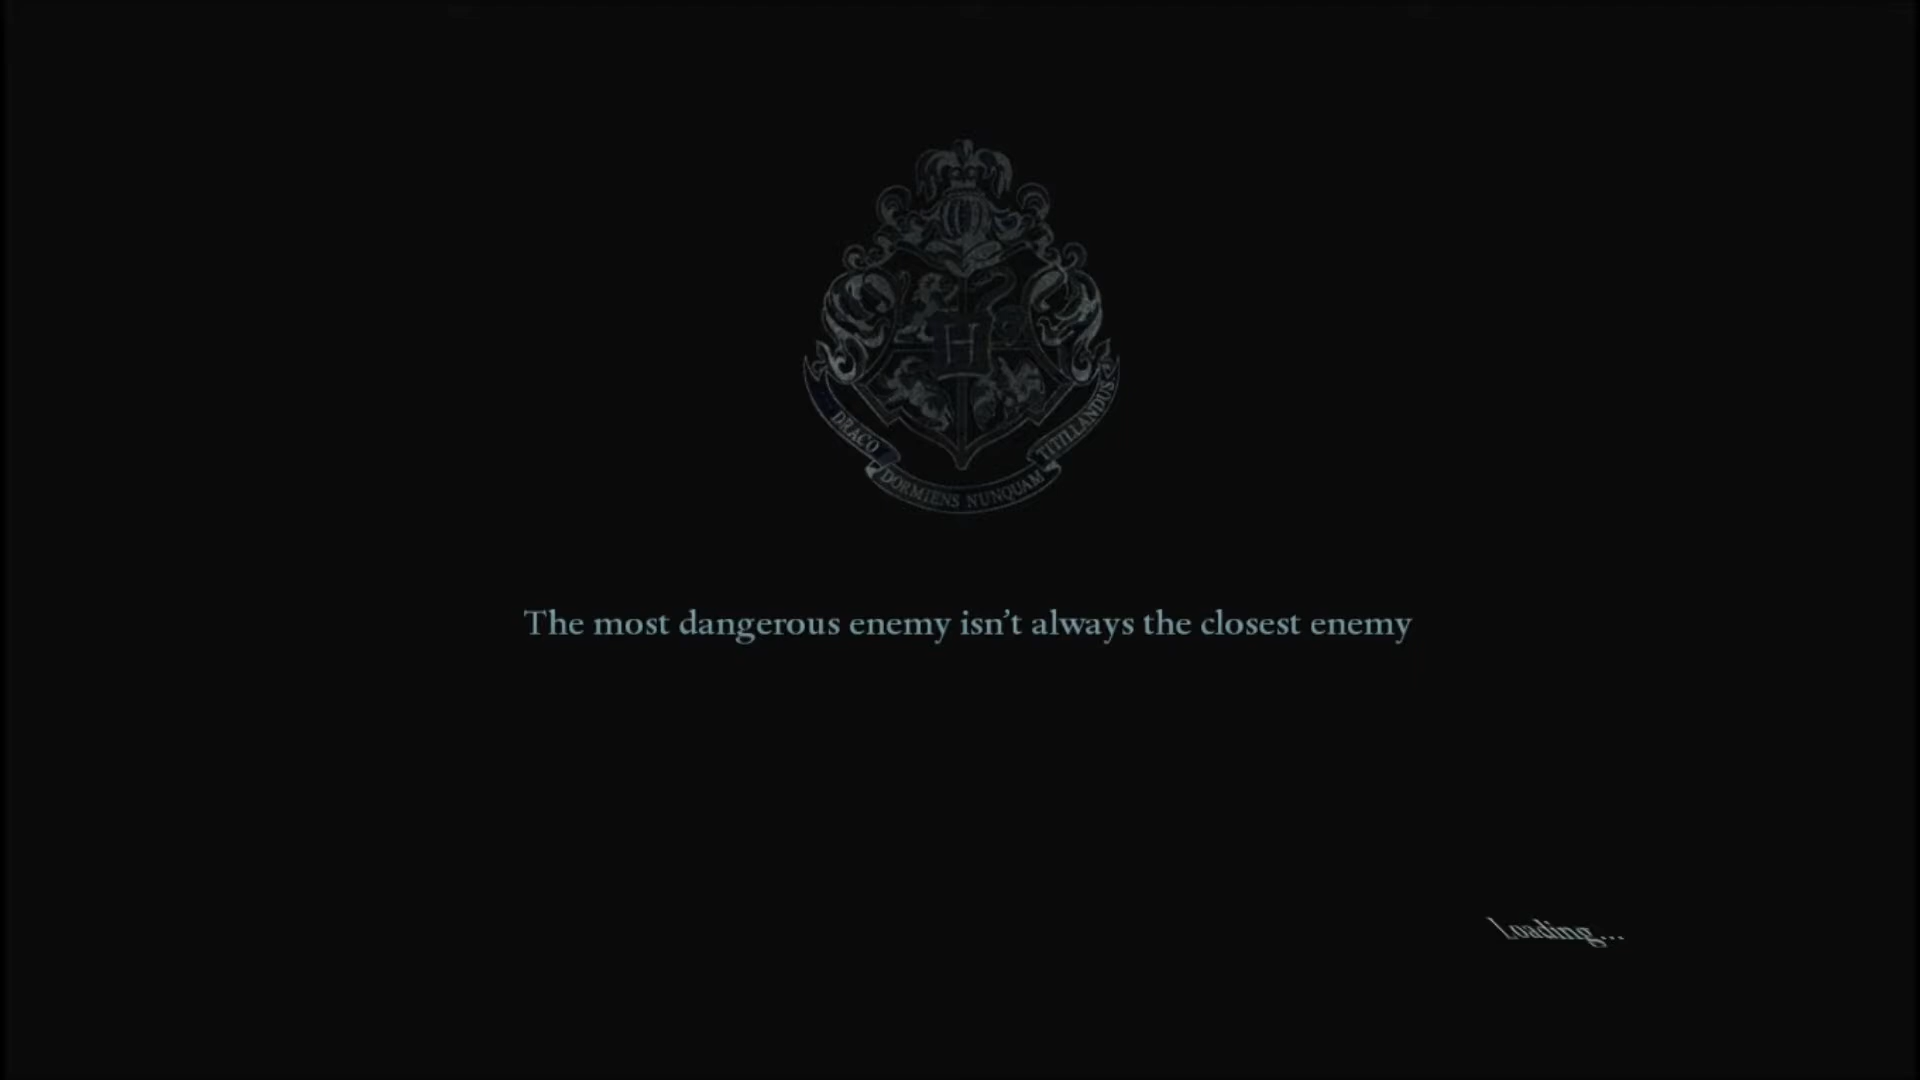 H
DRACO
DORMIENS NUNQUAM
TITILLANDUS
The most dangerous enemy isn't always the closest enemy
Loading...